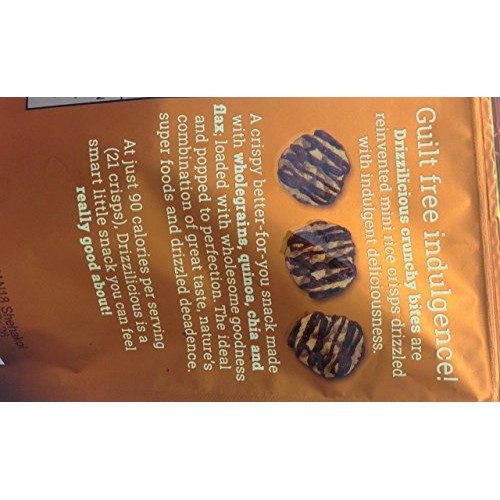 Guilt free indulgence!
Drizzilicious crunchy bites are
reinvented mini rice crisps drizzled
with indulgent deliciousness.
A crispy better-for-you snack made
with wholegrains, quinoa, chia and
flax; loaded with wholesome goodness
and popped to perfection. The ideal
combination of great taste, nature's
super foods and drizzled decadence.
At just 90 calories per serving
(21 crisps), Drizzilicious is a
smart little snack you can feel
really good about!